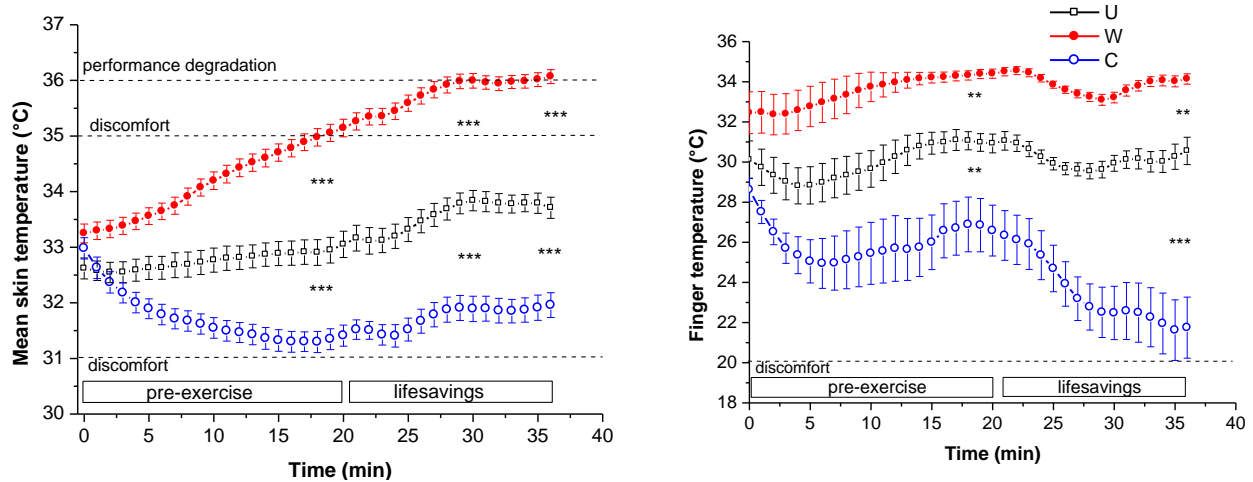 U
W
C
37
36
35
34
33
32
31
30
Mean skin temperature (°C)
performance degradation
discomfort
***
***
***
***
***
***
discomfort
pre-exercise
lifesavings
0 5 10 15 20 25 30 35 40
Time (min)
36
34
32
30
28
26
24
22
20
18
Finger temperature (°C)
**
**
**
***
discomfort
pre-exercise
lifesavings
0 5 10 15 20 25 30 35 40
Time (min)